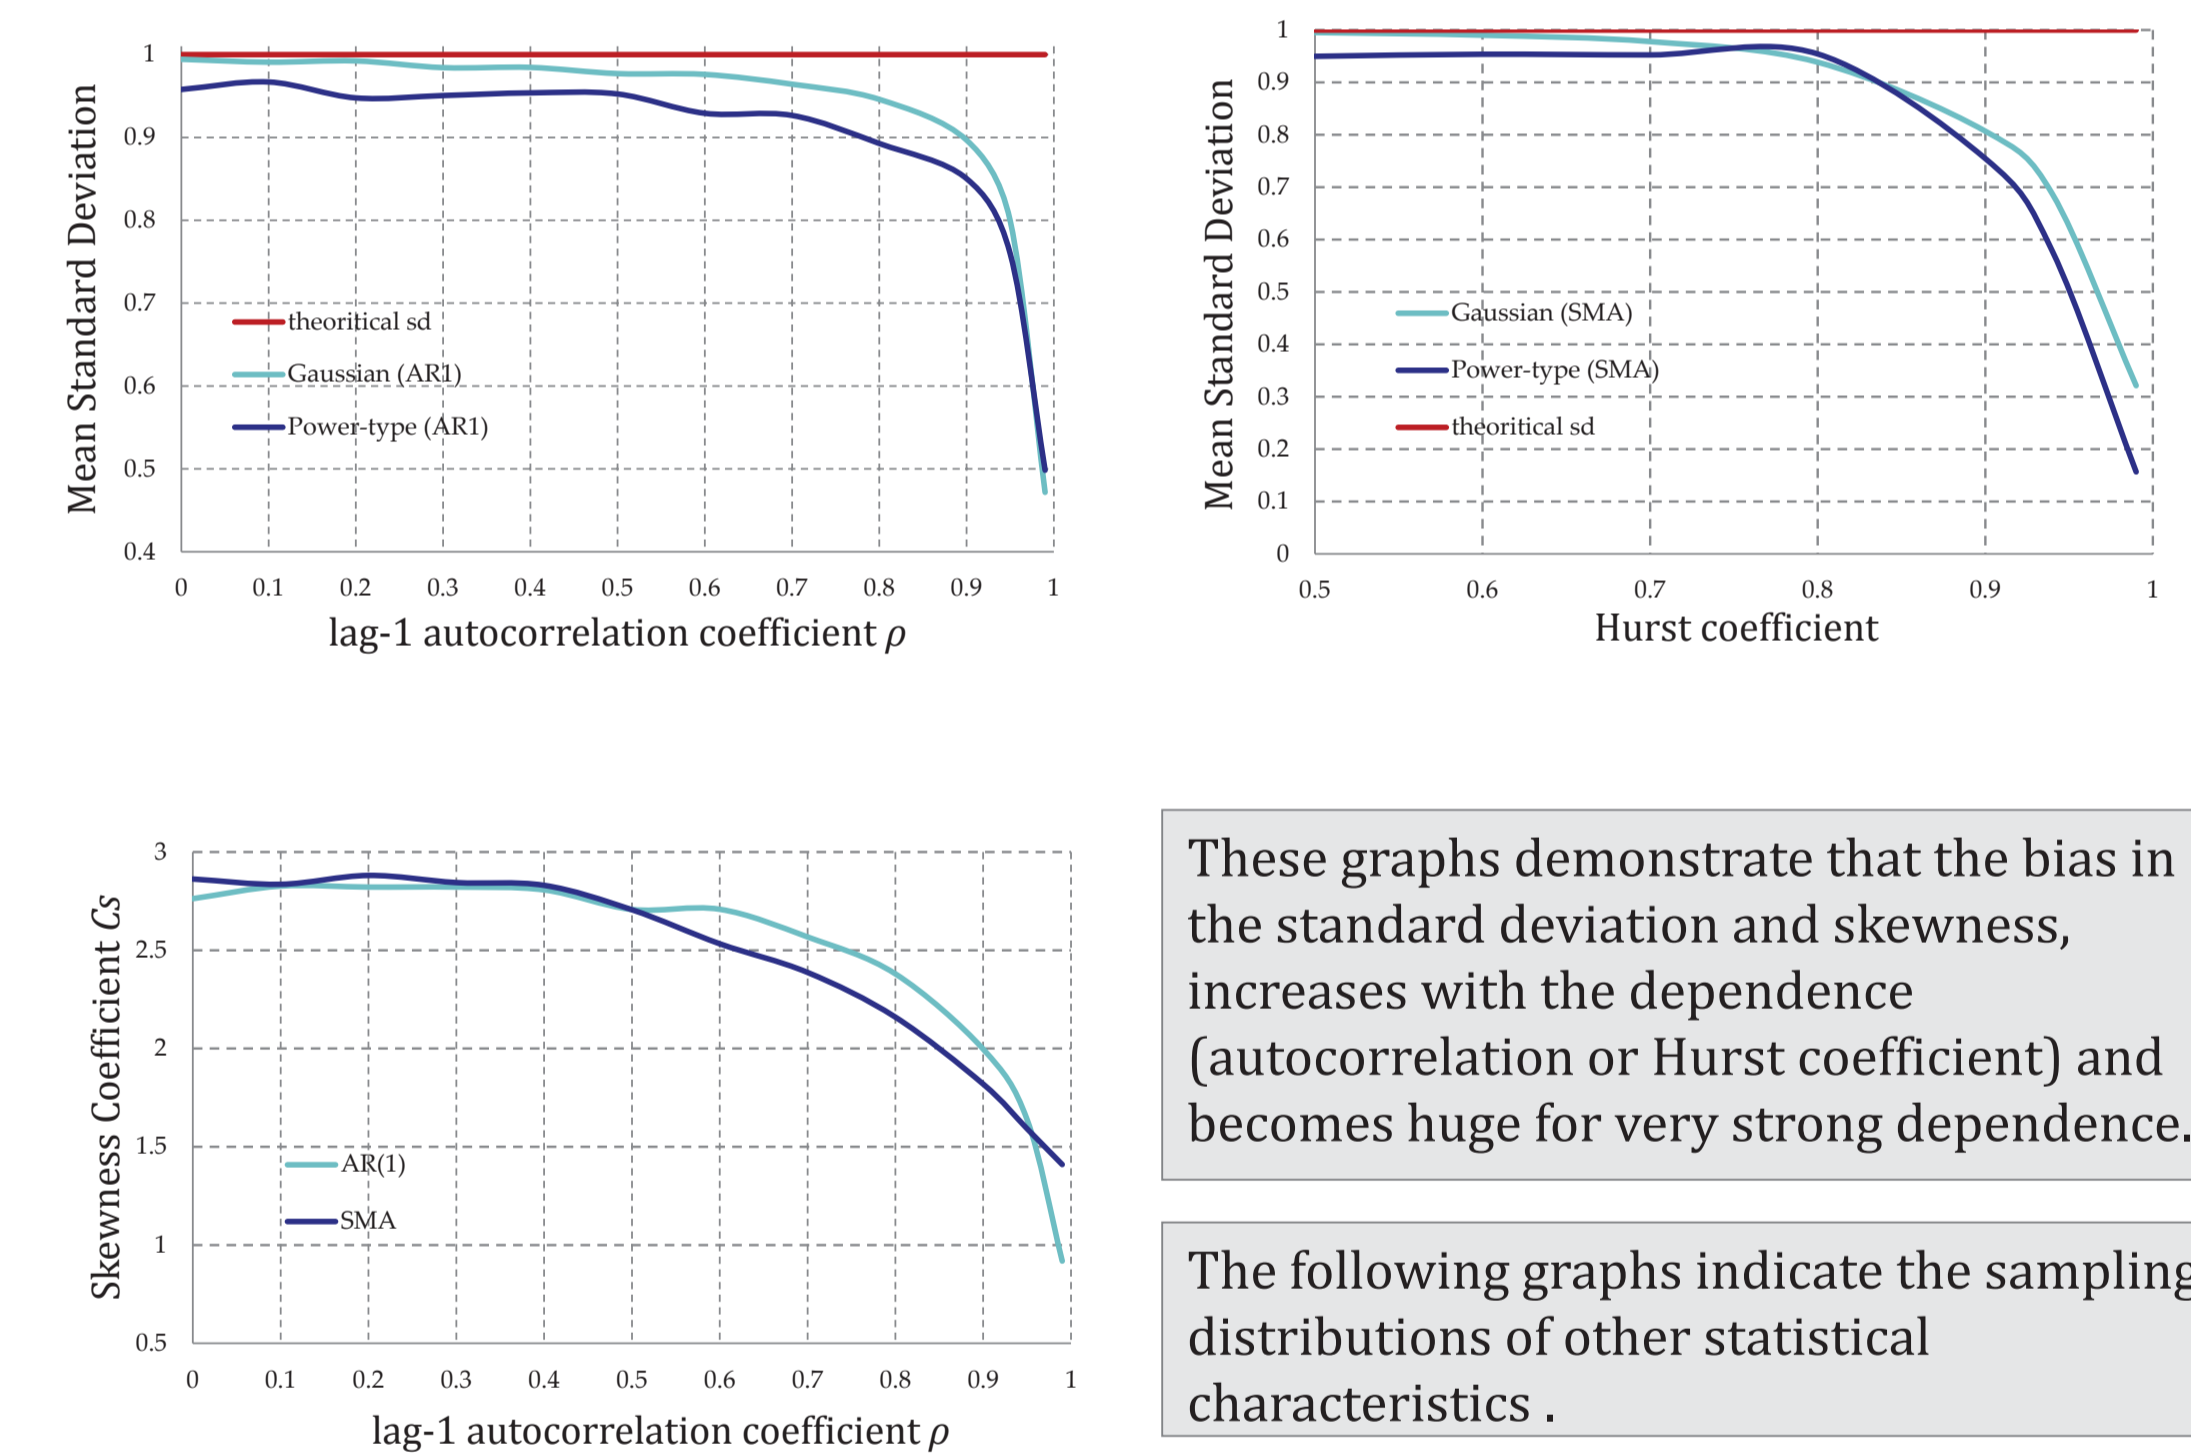 Mean Standard Deviation
1
0.9
0.8
0.7
0.6
0.5
0.4
theoritical sd
Gaussian (AR1)
Power-type (AR1)
0 0.1 0.2 0.3 0.4 0.5 0.6 0.7 0.8 0.9 1
lag-1 autocorrelation coefficient ρ
Mean Standard Deviation
1
0.9
0.8
0.7
0.6
0.5
0.4
0.3
0.2
0.1
0
Gaussian (SMA)
Power-type (SMA)
theoritical sd
0.5 0.6 0.7 0.8 0.9 1
Hurst coefficient
Skewness Coefficient Cs
3
2.5
2
1.5
1
0.5
AR(1)
SMA
0 0.1 0.2 0.3 0.4 0.5 0.6 0.7 0.8 0.9 1
lag-1 autocorrelation coefficient ρ
These graphs demonstrate that the bias in
the standard deviation and skewness,
increases with the dependence
(autocorrelation or Hurst coefficient) and
becomes huge for very strong dependence.
The following graphs indicate the sampling
distributions of other statistical
characteristics .